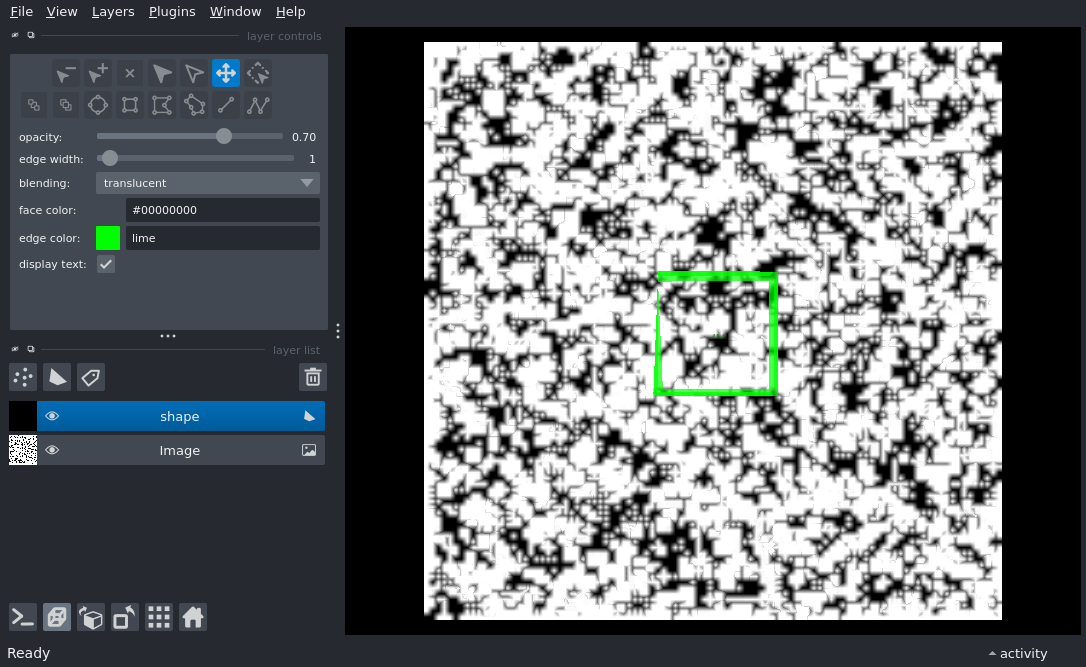 File View Layers Plugins Window Help
layer controls
opacity: 0.70
edge width: 1
blending: translucent
face color: #00000000
edge color: lime
display text:
layer list
shape
Image
Ready
activity